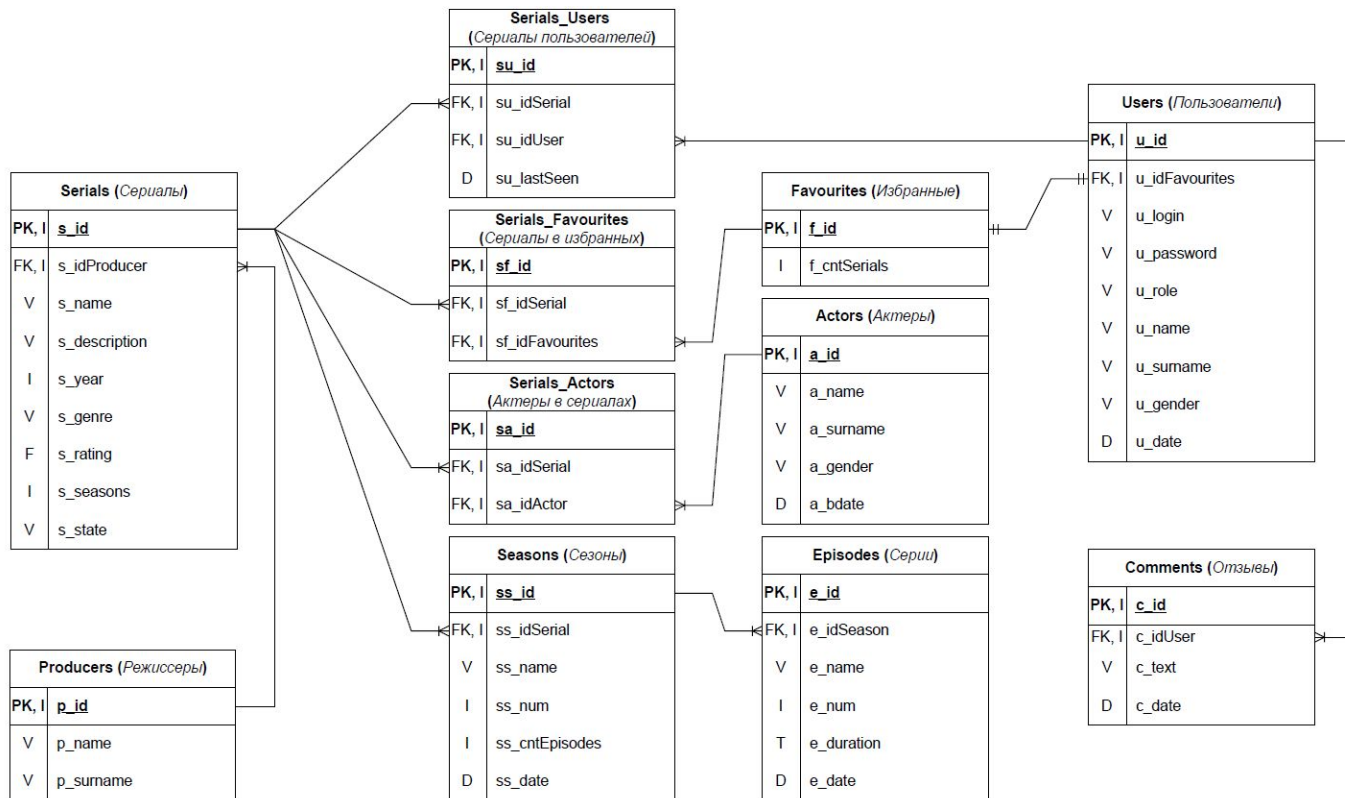 Serials (Сериалы)
PK, I s_id
FK, I s_idProducer
V s_name
V s_description
I s_year
V s_genre
F s_rating
I s_seasons
V s_state
Producers (Режиссеры)
PK, I p_id
V p_name
V p_surname
Serials_Users
(Сериалы пользователей)
PK, I su_id
FK, I su_idSerial
FK, I su_idUser
D su_lastSeen
Serials_Favourites
(Сериалы в избранных)
PK, I sf_id
FK, I sf_idSerial
FK, I sf_idFavourites
Serials_Actors
(Актеры в сериалах)
PK, I sa_id
FK, I sa_idSerial
FK, I sa_idActor
Seasons (Сезоны)
PK, I ss_id
FK, I ss_idSerial
V ss_name
I ss_num
I ss_cntEpisodes
D ss_date
Favourites (Избранные)
PK, I f_id
I f_cntSerials
Actors (Актеры)
PK, I a_id
V a_name
V a_surname
V a_gender
D a_bdate
Episodes (Серии)
PK, I e_id
FK, I e_idSeason
V e_name
I e_num
T e_duration
D e_date
Users (Пользователи)
PK, I u_id
FK, I u_idFavourites
V u_login
V u_password
V u_role
V u_name
V u_surname
V u_gender
D u_date
Comments (Отзывы)
PK, I c_id
FK, I c_idUser
V c_text
D c_date